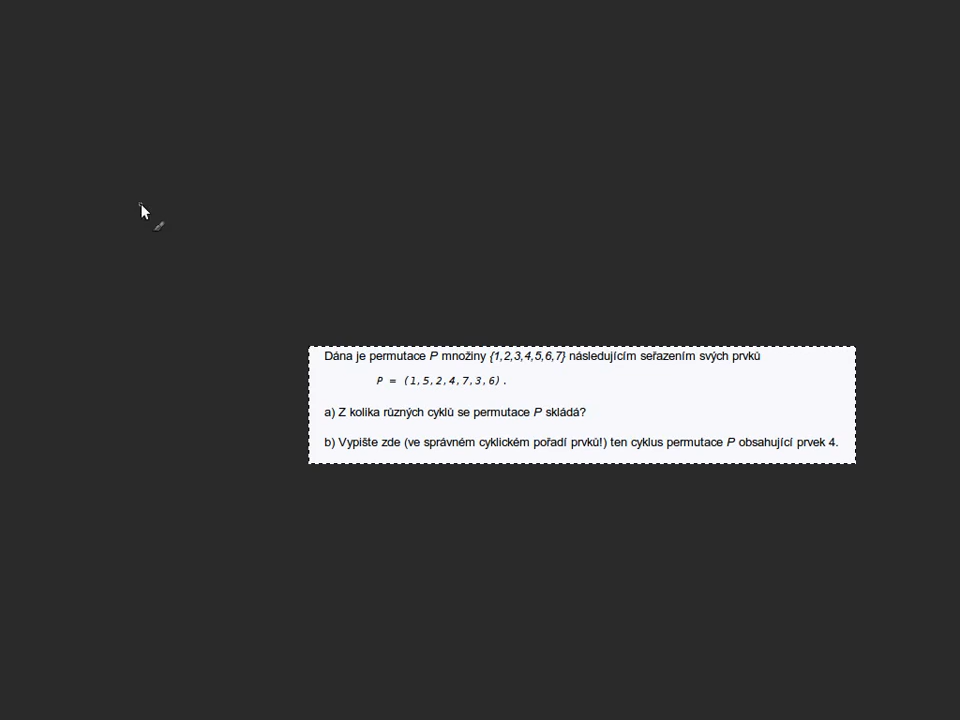 Dána je permutace P množiny {1,2,3,4,5,6,7} následujícím seřazením svých prvků
P = (1,5,2,4,7,3,6).
a) Z kolika různých cyklů se permutace P skládá?
b) Vypište zde (ve správném cyklickém pořadí prvků!) ten cyklus permutace P obsahující prvek 4.